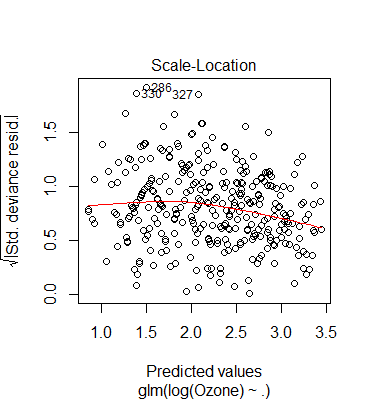 Scale-Location
√|Std. deviance resid.|
286
330 327
1.5
1.0
0.5
0.0
1.0 1.5 2.0 2.5 3.0 3.5
Predicted values
glm(log(Ozone) ~ .)